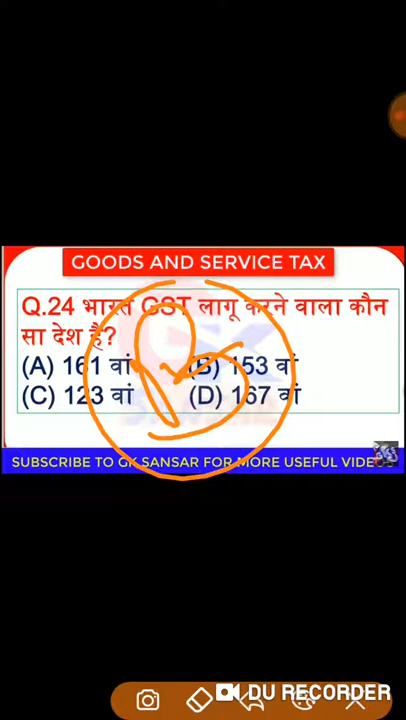 GOODS AND SERVICE TAX
Q.24 भारत GST लागू करने वाला कौन
सा देश है?
(A) 161 वां (B) 153 वां
(C) 123 वां (D) 167 वां
SUBSCRIBE TO GK SANSAR FOR MORE USEFUL VIDEO
DU RECORDER